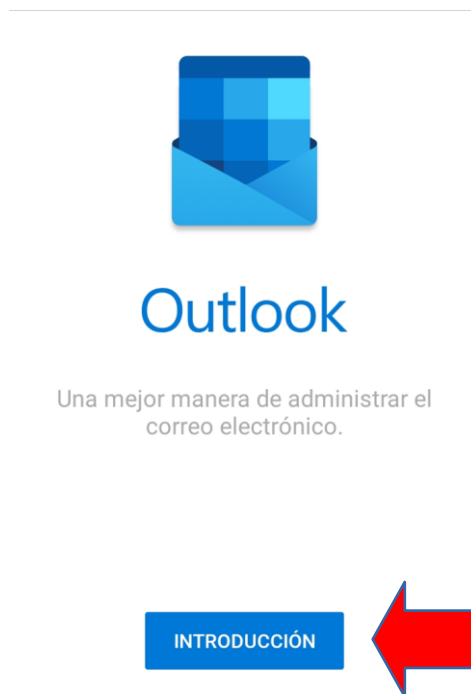 Outlook
Una mejor manera de administrar el
correo electrónico.
INTRODUCCIÓN